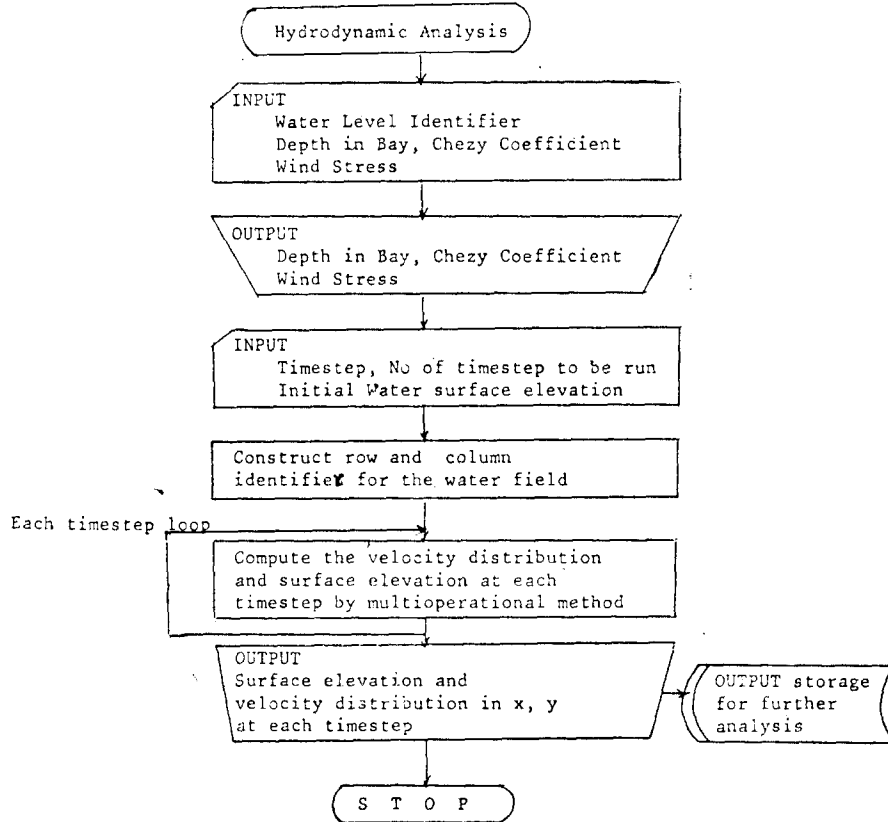 Hydrodynamic Analysis
INPUT
Water Level Identifier
Depth in Bay, Chezy Coefficient
Wind Stress
OUTPUT
Depth in Bay, Chezy Coefficient
Wind Stress
INPUT
Timestep, No of timestep to be run
Initial Water surface elevation
Construct row and column
identifier for the water field
Each timestep loop
Compute the velocity distribution
and surface elevation at each
timestep by multioperational method
OUTPUT
Surface elevation and
velocity distribution in x, y
at each timestep
OUTPUT storage
for further
analysis
S T O P